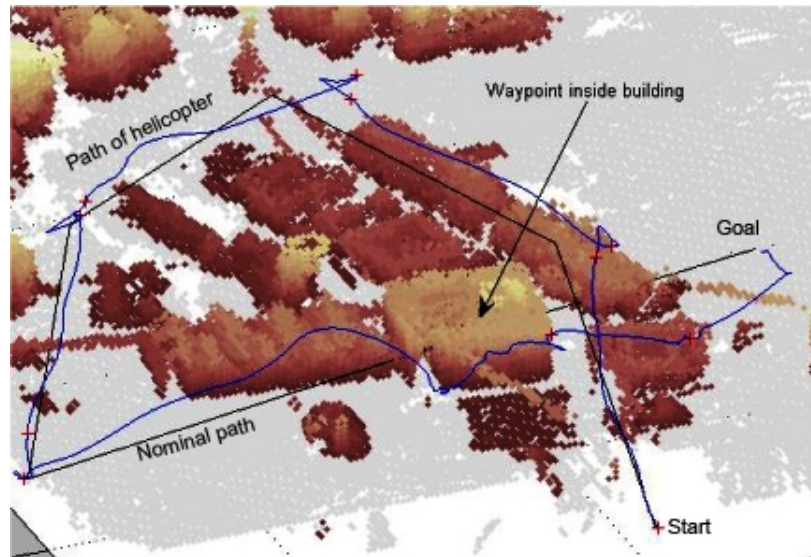 Waypoint inside building
Path of helicopter
Goal
Nominal path
Start